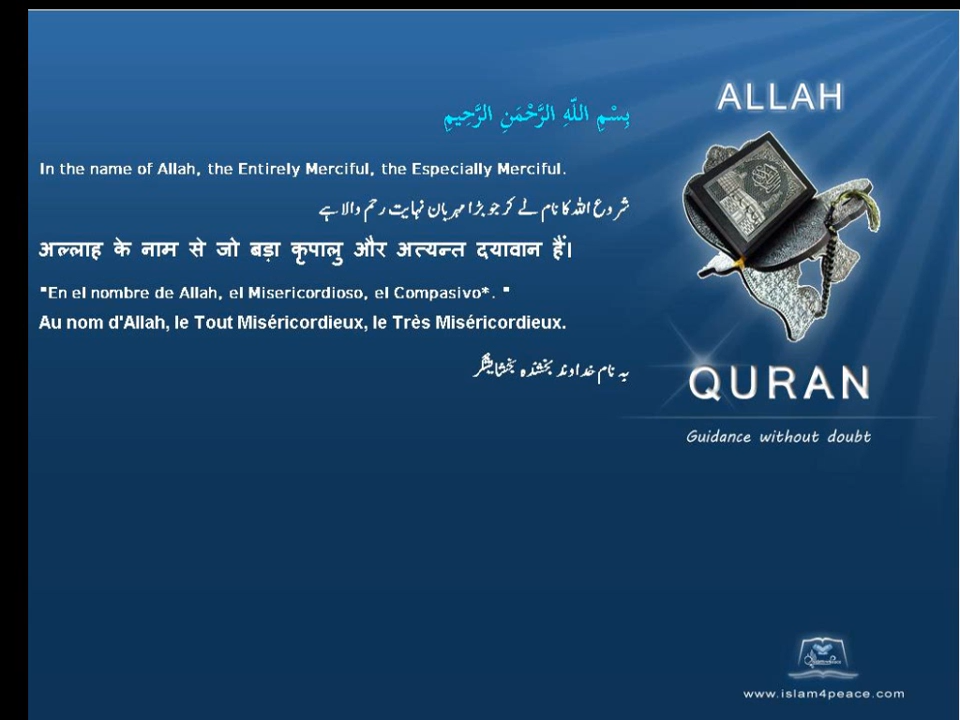 بِسْمِ اللَّهِ الرَّحْمَنِ الرَّحِيمِ
In the name of Allah, the Entirely Merciful, the Especially Merciful.
شروع اللہ کا نام لے کر جو بڑا مہربان نہایت رحم والا ہے
अल्लाह के नाम से जो बड़ा कृपालु और अत्यन्त दयावान हैं।
"En el nombre de Allah, el Misericordioso, el Compasivo*. "
Au nom d'Allah, le Tout Miséricordieux, le Très Miséricordieux.
به نام خداوند بخشنده بخشایشگر
ALLAH
QURAN
Guidance without doubt
www.islam4peace.com